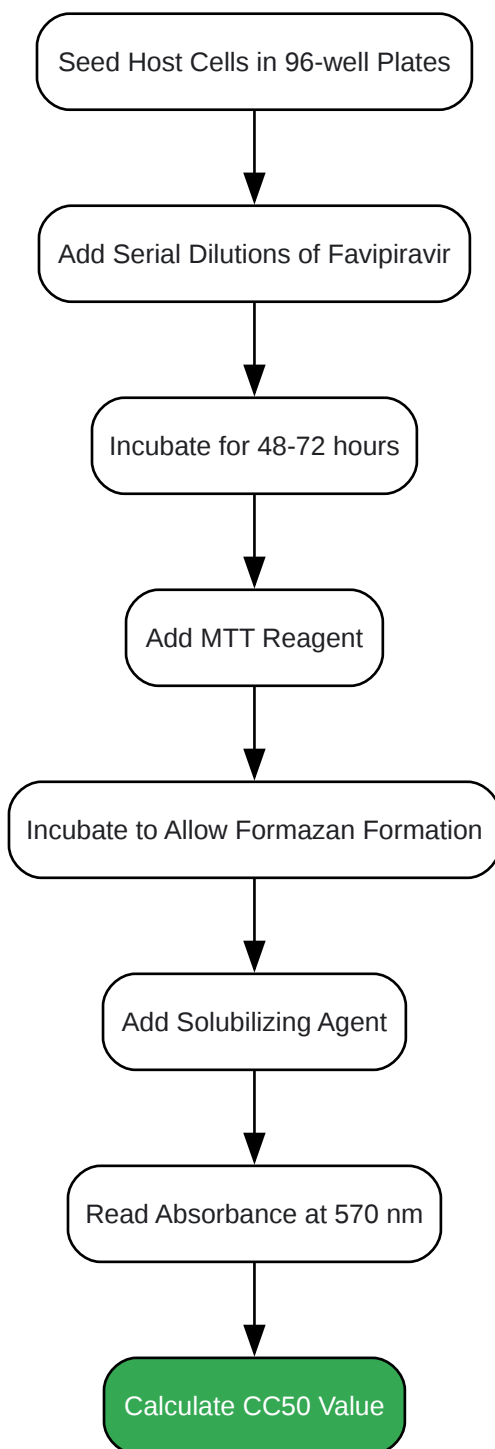 Seed Host Cells in 96-well Plates
Add Serial Dilutions of Favipiravir
Incubate for 48-72 hours
Add MTT Reagent
Incubate to Allow Formazan Formation
Add Solubilizing Agent
Read Absorbance at 570 nm
Calculate CC50 Value